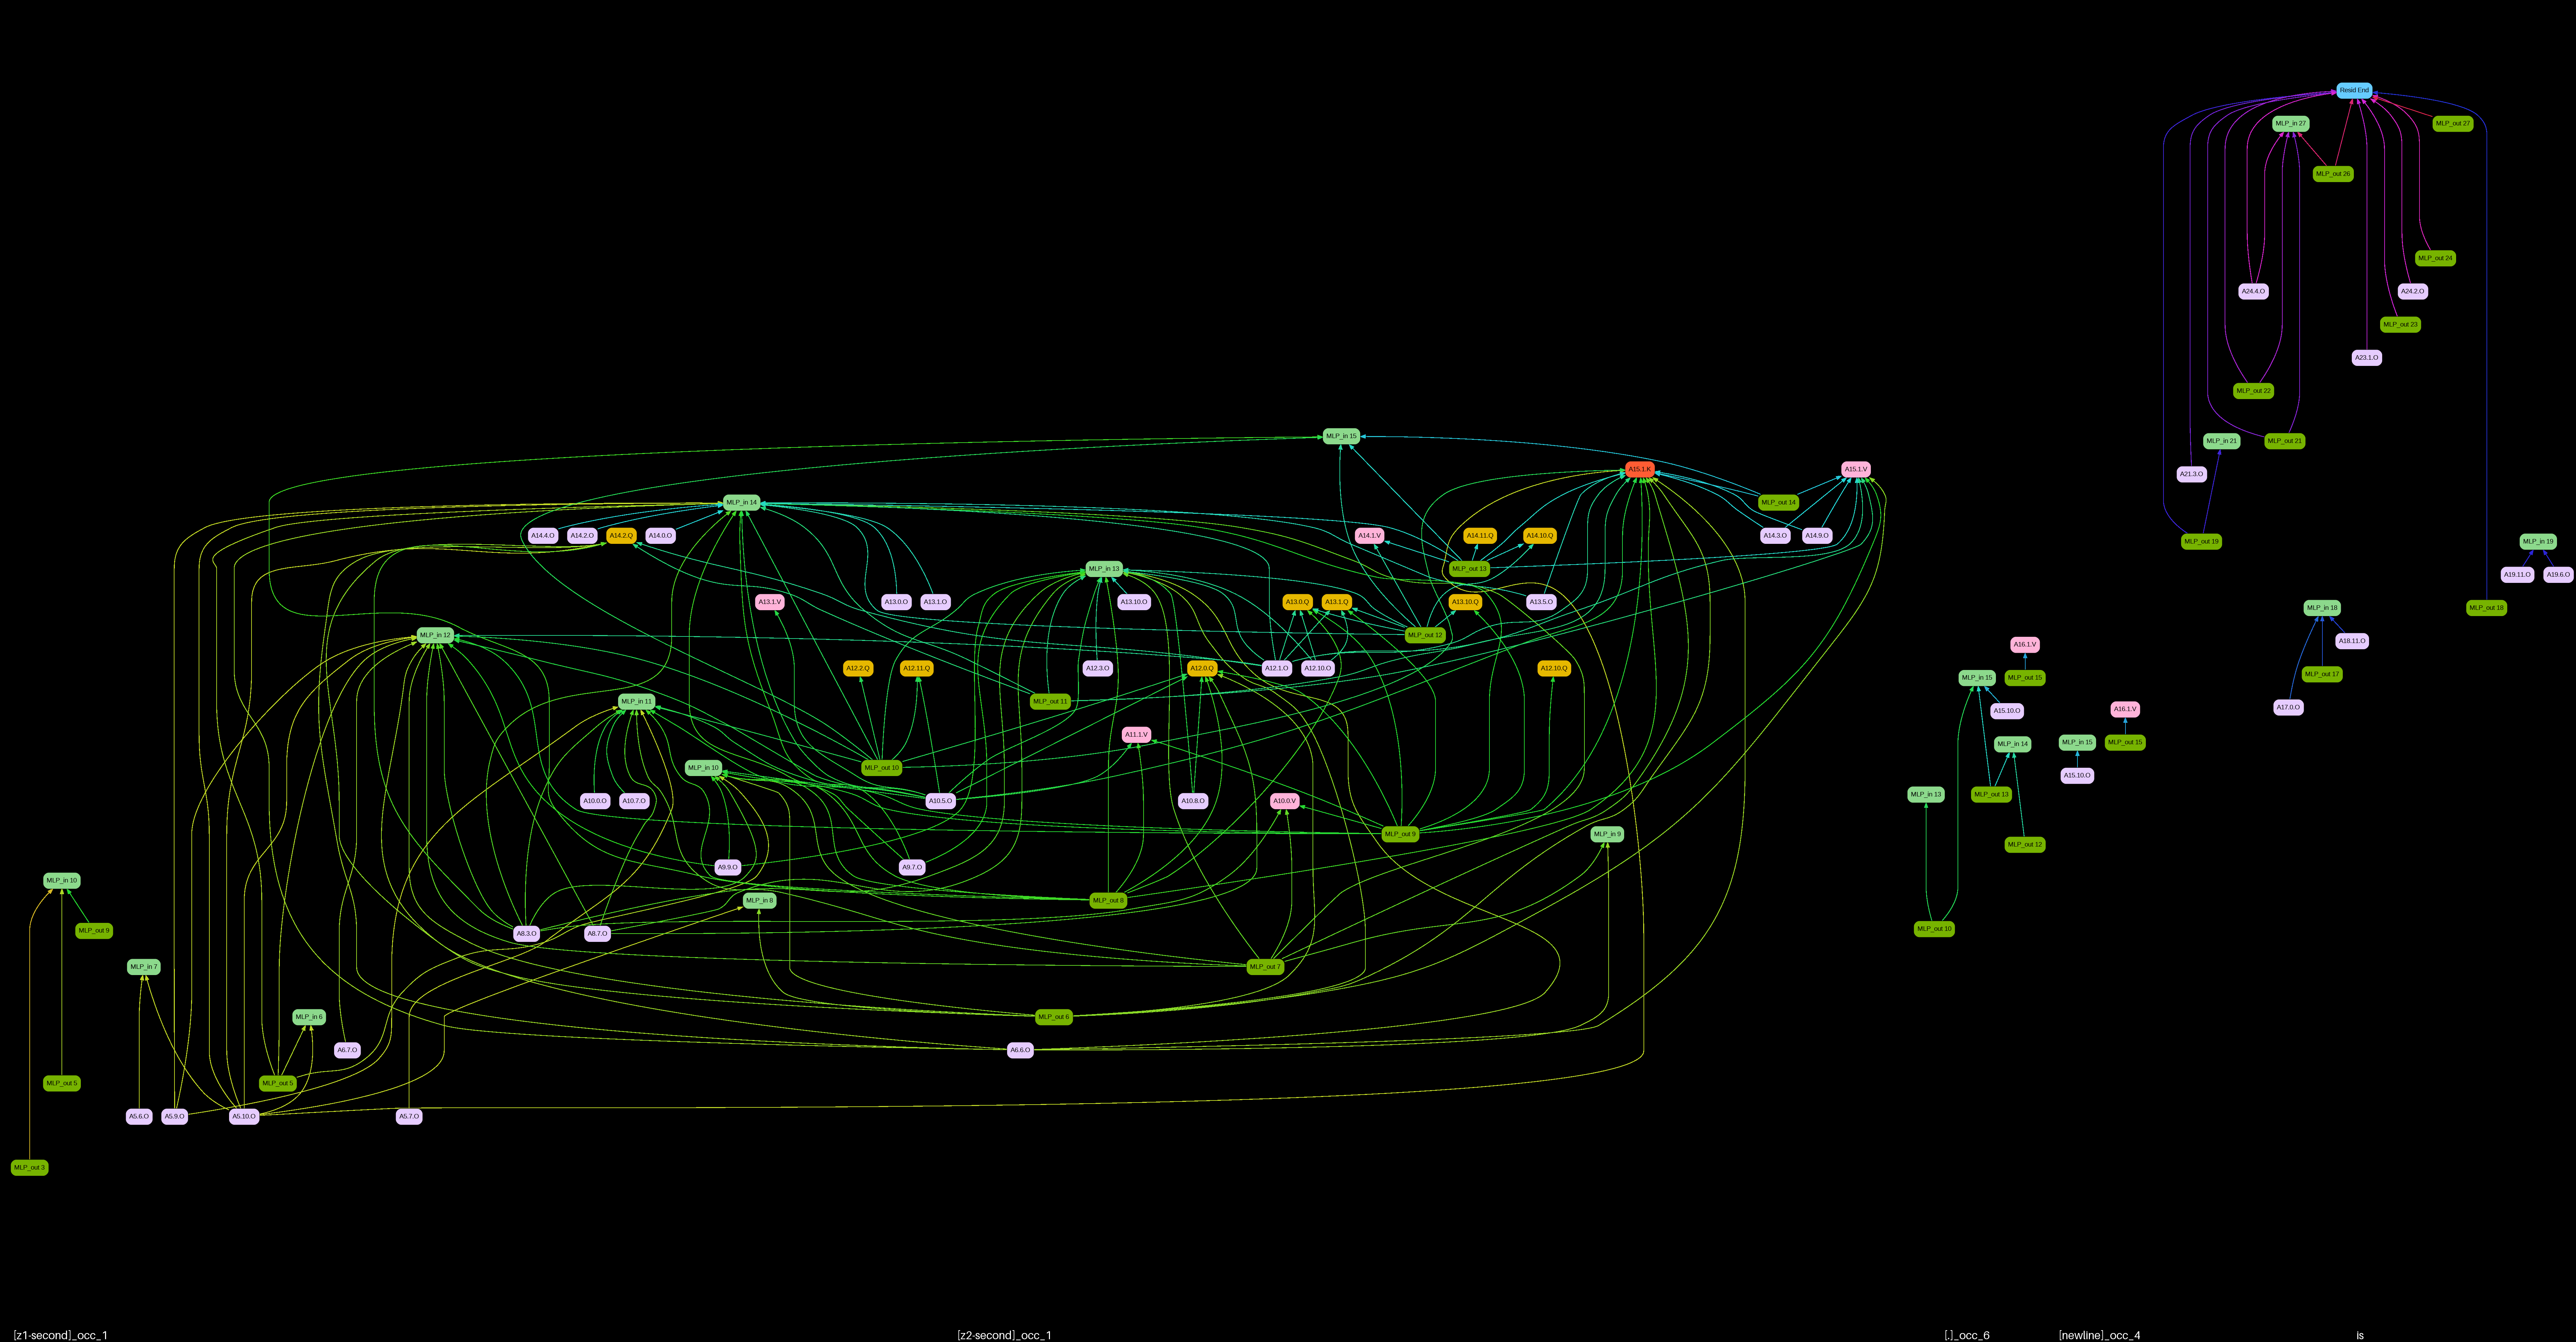 Resid End
MLP_in 27
MLP_out 27
MLP_out 26
MLP_out 24
A24.4.O
A24.2.O
MLP_out 23
A23.1.O
MLP_out 22
MLP_in 15
MLP_in 21
MLP_out 21
A15.1.K
A15.1.V
A21.3.O
MLP_in 14
MLP_out 14
A14.4.O
A14.2.O
A14.2.Q
A14.0.O
A14.1.V
A14.11.Q
A14.10.Q
A14.3.O
A14.9.O
MLP_out 19
MLP_in 19
MLP_in 13
MLP_out 13
A19.11.O
A19.6.O
A13.1.V
A13.0.O
A13.1.O
A13.10.O
A13.0.Q
A13.1.Q
A13.10.Q
A13.5.O
MLP_in 18
MLP_out 18
MLP_in 12
MLP_out 12
A16.1.V
A18.11.O
A12.2.Q
A12.11.Q
A12.3.O
A12.0.Q
A12.1.O
A12.10.O
A12.10.Q
MLP_in 15
MLP_out 15
MLP_out 17
MLP_in 11
MLP_out 11
A15.10.O
A16.1.V
A17.0.O
A11.1.V
MLP_in 14
MLP_in 15
MLP_out 15
MLP_in 10
MLP_out 10
A15.10.O
A10.0.O
A10.7.O
A10.5.O
A10.8.O
A10.0.V
MLP_in 13
MLP_out 13
MLP_out 9
MLP_in 9
MLP_out 12
A9.9.O
A9.7.O
MLP_in 10
MLP_in 8
MLP_out 8
MLP_out 9
A8.3.O
A8.7.O
MLP_out 10
MLP_in 7
MLP_out 7
MLP_in 6
MLP_out 6
A6.7.O
A6.6.O
MLP_out 5
MLP_out 5
A5.6.O
A5.9.O
A5.10.O
A5.7.O
MLP_out 3
[z1-second]_occ_1
[z2-second]_occ_1
[.]_occ_6
[newline]_occ_4
is